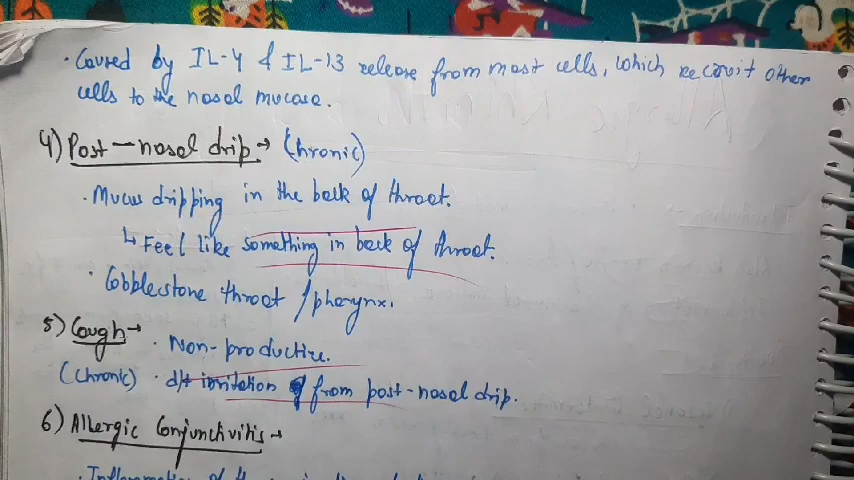 · Caused by IL-4 & IL-13 release from mast cells, which recruit other
cells to the nasal mucosa.
4) Post-nasal drip → (Chronic)
· Mucus dripping in the back of throat.
↳ Feel like something in back of throat.
· Cobblestone throat / pharynx.
5) Cough → · Non-productive.
(Chronic) · d/t irritation from post-nasal drip.
6) Allergic Conjunctivitis →
· Inflammation of the